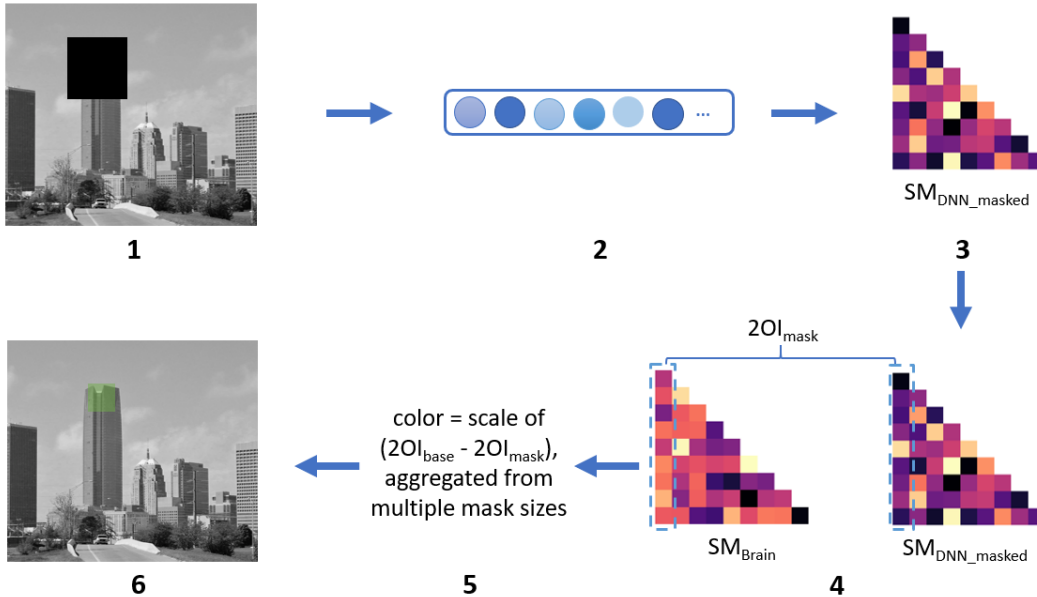 ...
SM_DNN_masked
1
2
3
2OI_mask
color = scale of
(2OI_base - 2OI_mask),
aggregated from
multiple mask sizes
SM_Brain
SM_DNN_masked
6
5
4